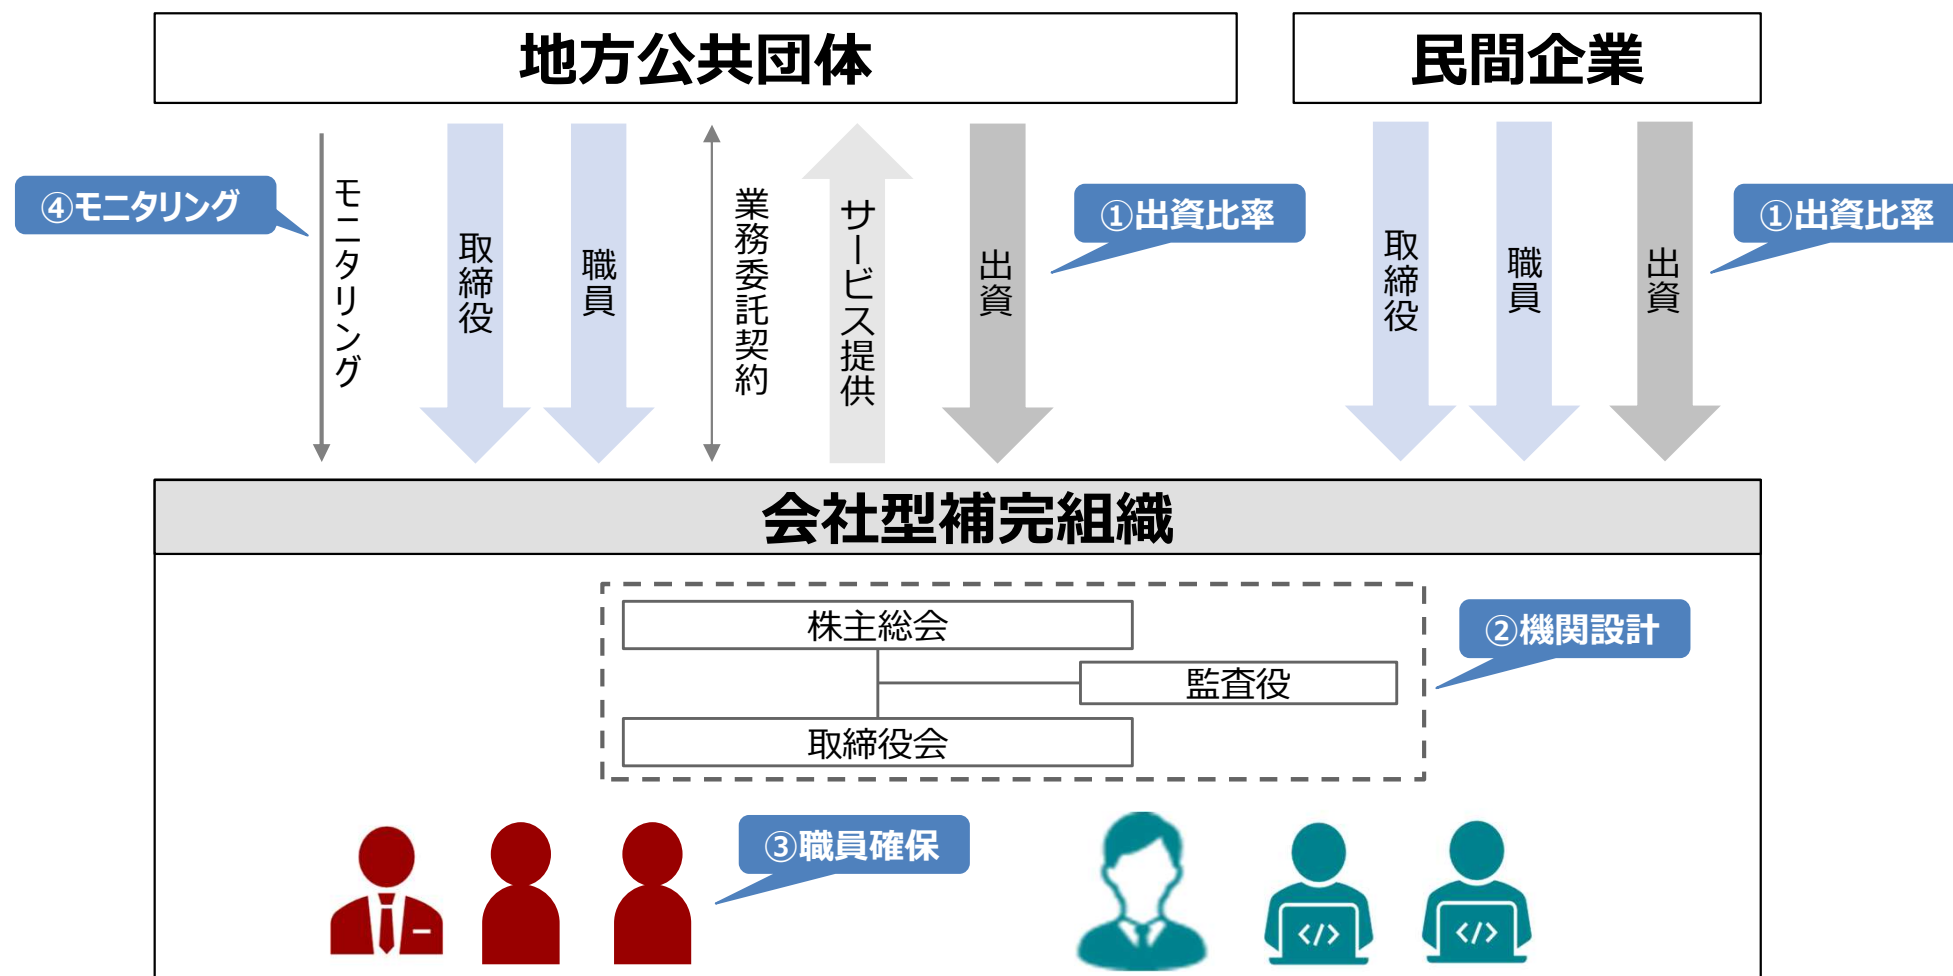 地方公共団体
民間企業
④モニタリング
モニタリング
取締役
職員
業務委託契約
サービス提供
出資
①出資比率
取締役
職員
出資
①出資比率
会社型補完組織
株主総会
監査役
取締役会
②機関設計
③職員確保
</>
</>